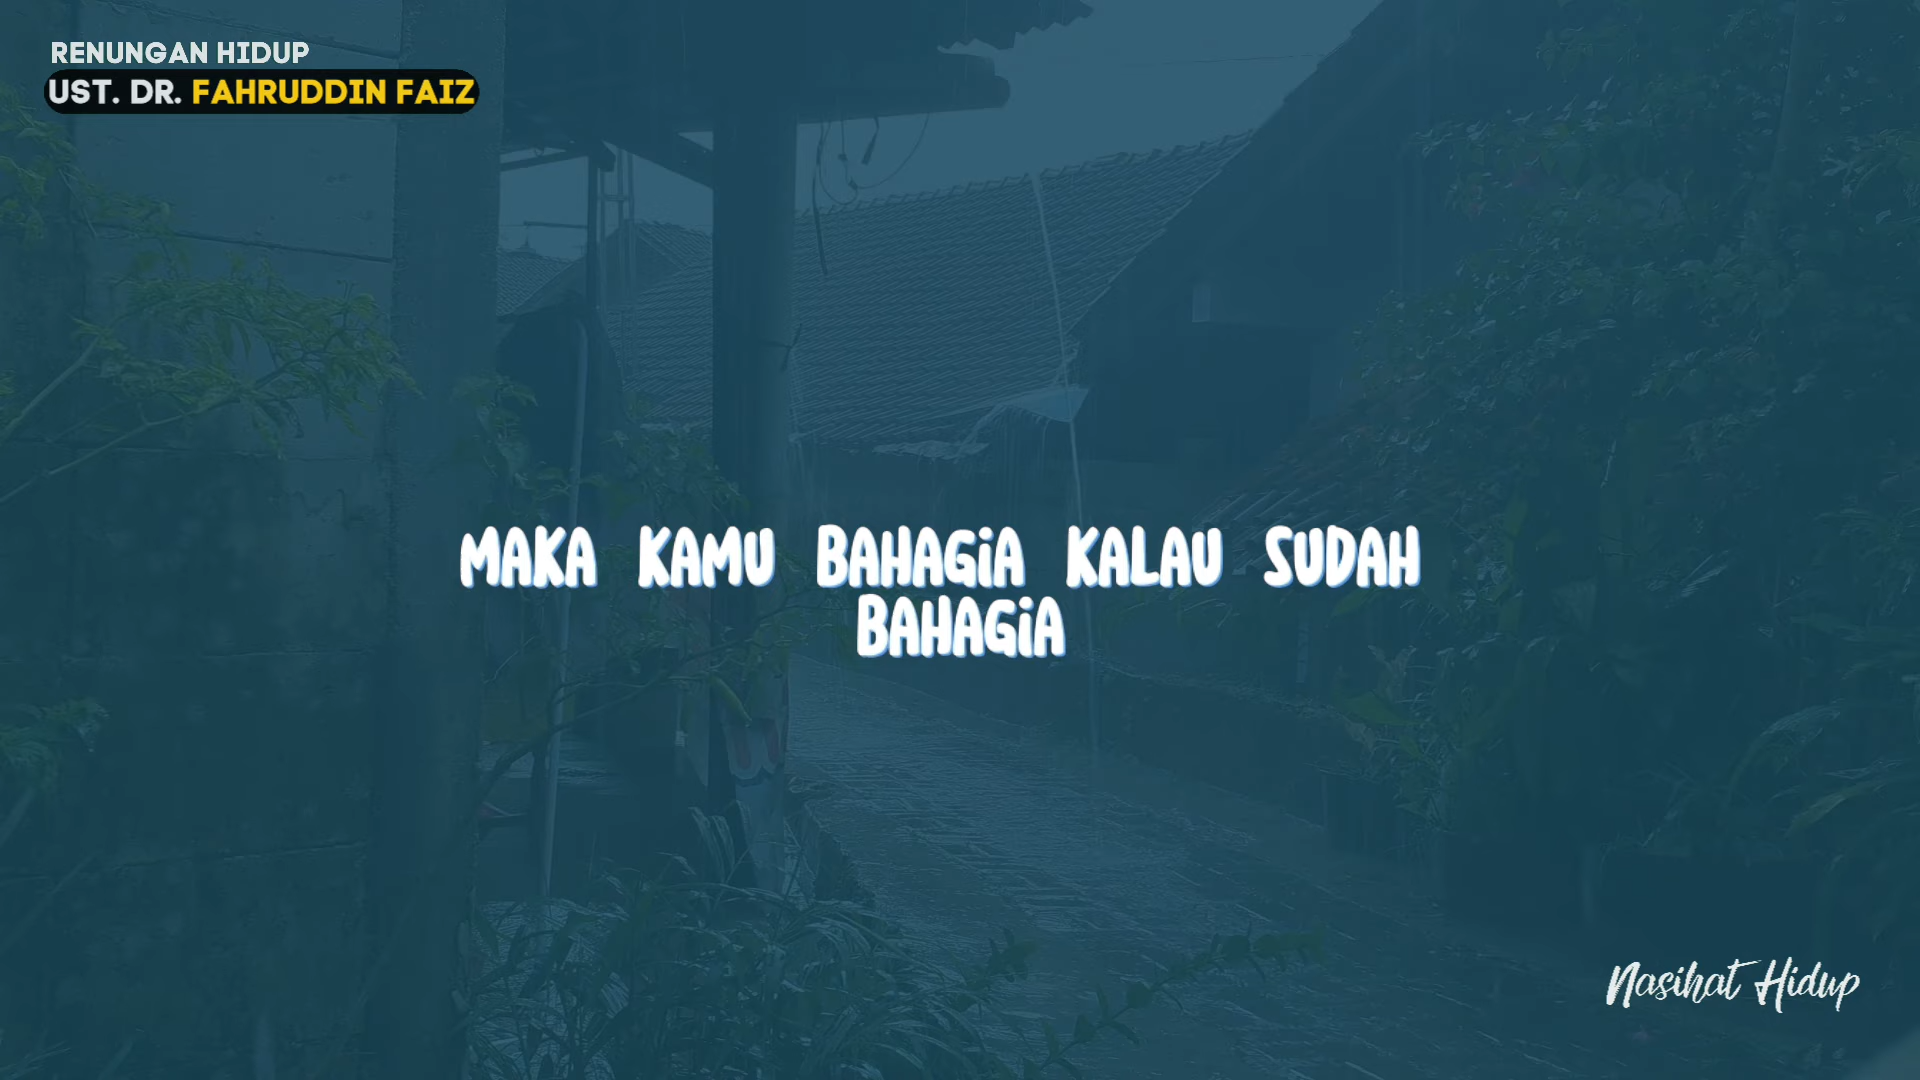 RENUNGAN HIDUP
UST. DR. FAHRUDDIN FAIZ
MAKA KAMU BAHAGIA KALAU SUDAH
BAHAGIA
Nasihat Hidup